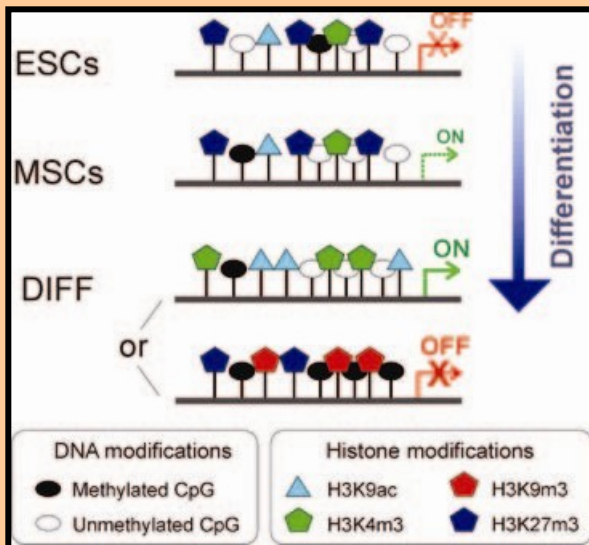 OFF
ESCs
ON
MSCs
ON
DIFF
or
OFF
Differentiation
DNA modifications
Methylated CpG
Unmethylated CpG
Histone modifications
H3K9ac
H3K9m3
H3K4m3
H3K27m3